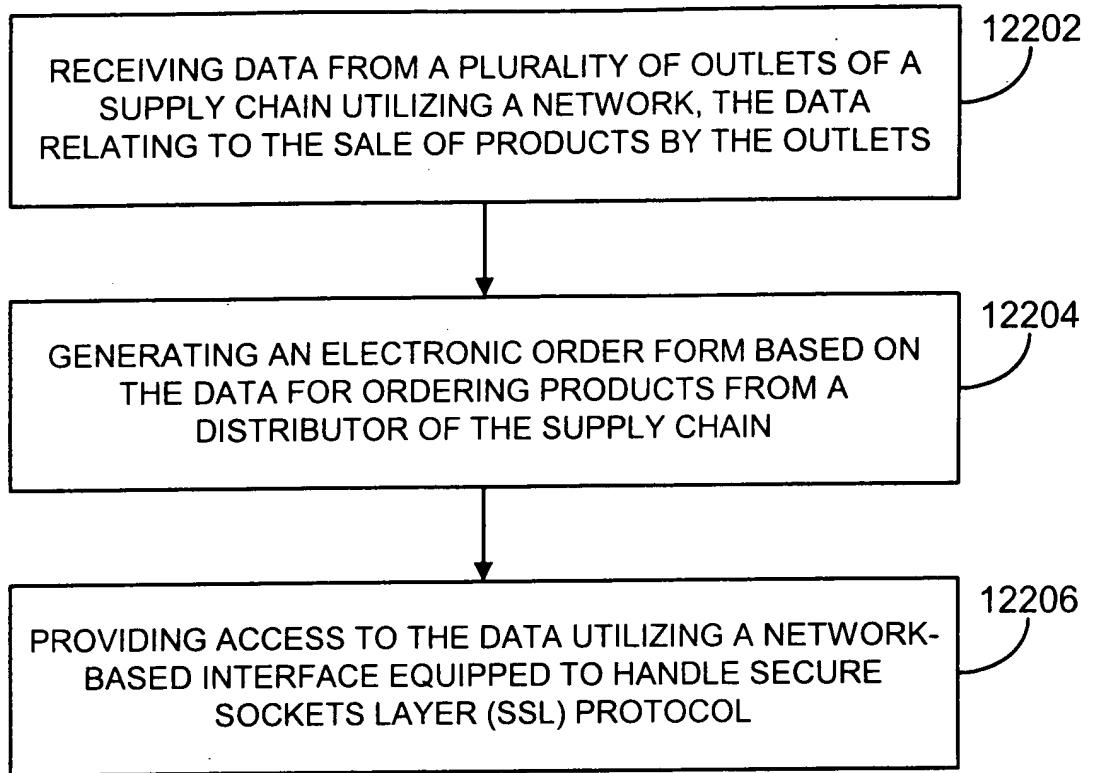 12202
RECEIVING DATA FROM A PLURALITY OF OUTLETS OF A
SUPPLY CHAIN UTILIZING A NETWORK, THE DATA
RELATING TO THE SALE OF PRODUCTS BY THE OUTLETS
12204
GENERATING AN ELECTRONIC ORDER FORM BASED ON
THE DATA FOR ORDERING PRODUCTS FROM A
DISTRIBUTOR OF THE SUPPLY CHAIN
12206
PROVIDING ACCESS TO THE DATA UTILIZING A NETWORK-
BASED INTERFACE EQUIPPED TO HANDLE SECURE
SOCKETS LAYER (SSL) PROTOCOL